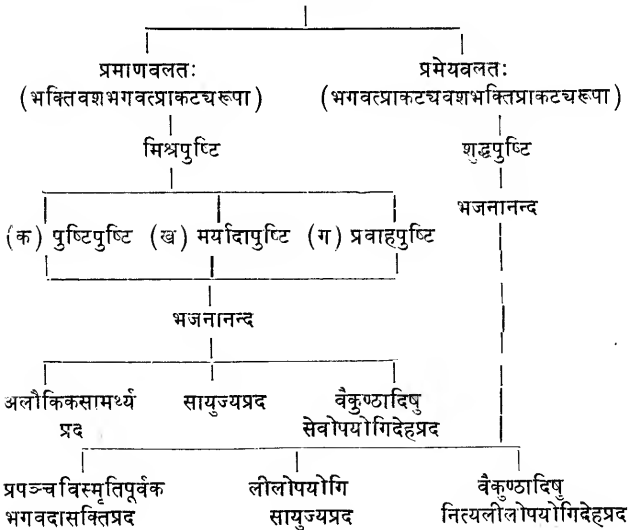 प्रमाणवलतः प्रमेयवलतः
(भक्तिवशभगवत्प्राकट्यरूपा) (भगवत्प्राकट्यवशभक्तिप्राकट्यरूपा)
मिश्रपुष्टि शुद्धपुष्टि
भजनानन्द
(क) पुष्टिपुष्टि (ख) मर्यादापुष्टि (ग) प्रवाहपुष्टि
भजनानन्द
अलौकिकसामर्थ्य सायुज्यप्रद वैकुण्ठादिषु
प्रद सेवोपयोगिदेहप्रद
प्रपञ्चविस्मृतिपूर्वक लीलोपयोगि वैकुण्ठादिषु
भगवदासक्तिप्रद सायुज्यप्रद नित्यलीलोपयोगिदेहप्रद